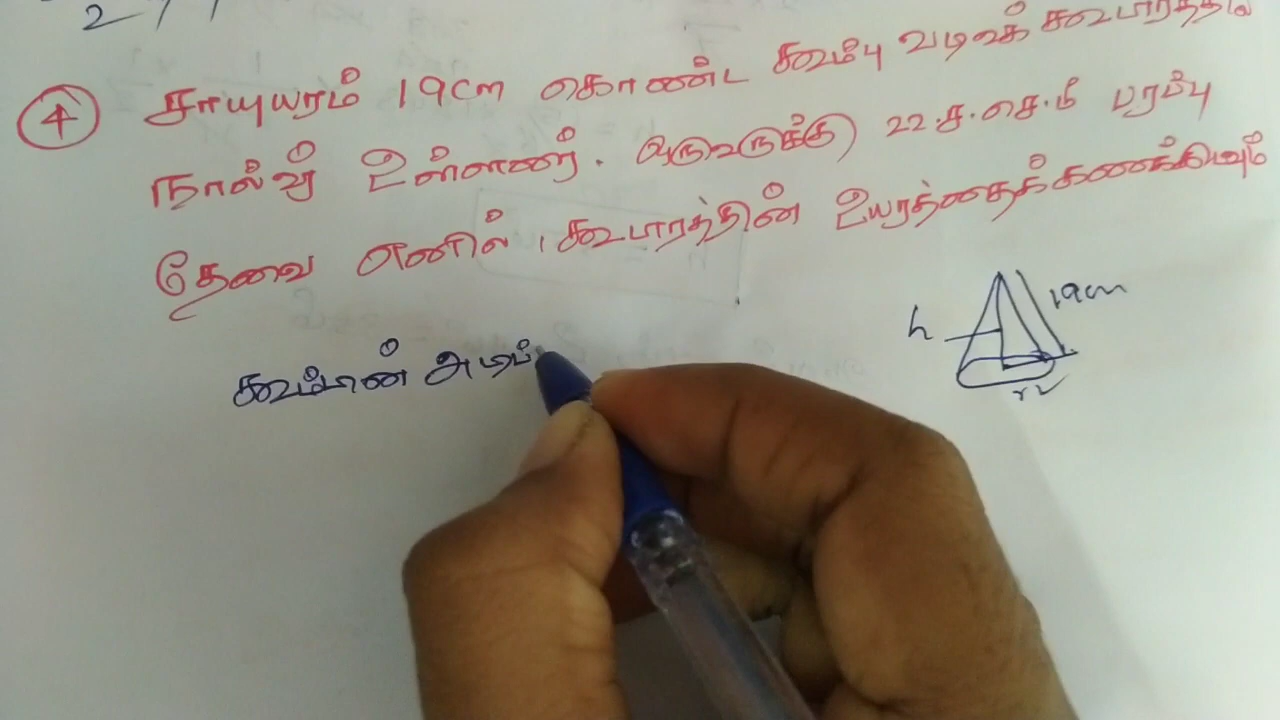 2
4 சாயுயரம் 19cm கொண்ட கூம்பு வடிவக் கூடாரத்தில்
நால்வர் உள்ளனர். ஒருவருக்கு 22.ச.செ.மீ பரப்பு
தேவை எனில், கூடாரத்தின் உயரத்தைக் கணக்கிடவும்
19cm
h
கூம்பின் அடிப்
r